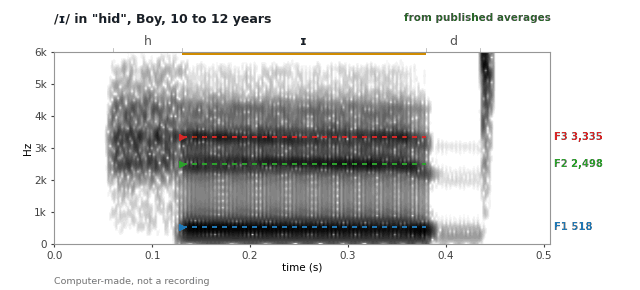 /ɪ/ in "hid", Boy, 10 to 12 years
from published averages
h ɪ d
6k
5k
4k
3k
2k
1k
0
Hz
F3 3,335
F2 2,498
F1 518
0.0 0.1 0.2 0.3 0.4 0.5
time (s)
Computer-made, not a recording